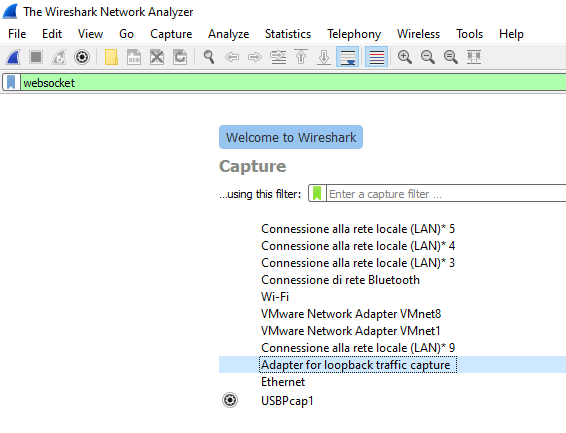 The Wireshark Network Analyzer
File Edit View Go Capture Analyze Statistics Telephony Wireless Tools Help
websocket
Welcome to Wireshark
Capture
...using this filter: Enter a capture filter ...
Connessione alla rete locale (LAN)* 5
Connessione alla rete locale (LAN)* 4
Connessione alla rete locale (LAN)* 3
Connessione di rete Bluetooth
Wi-Fi
VMware Network Adapter VMnet8
VMware Network Adapter VMnet1
Connessione alla rete locale (LAN)* 9
Adapter for loopback traffic capture
Ethernet
USBPcap1